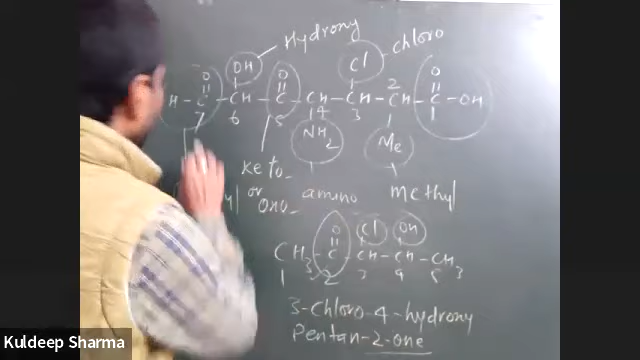 Hydroxy
chloro
OH
Cl
O O 2 O
H - C - CH - C - CH - CH - CH - C - OH
7 6 5 4 3 1
NH2 Me
keto
or
oxo amino methyl
O Cl OH
CH3 - C - CH - CH - CH3
1 2 3 4 5
3-Chloro-4-hydroxy
Pentan-2-one
Kuldeep Sharma